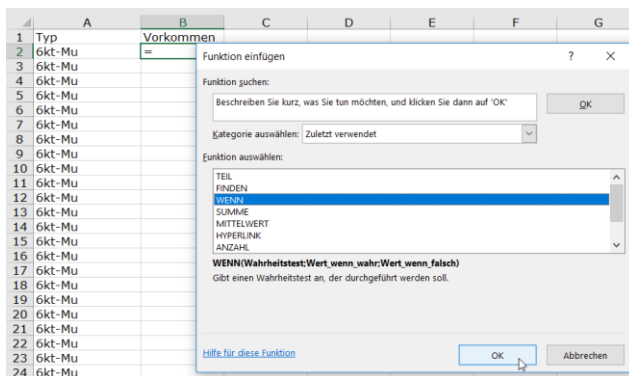 A B C D E F G
1 Typ Vorkommen
2 6kt-Mu =
3 6kt-Mu
4 6kt-Mu
5 6kt-Mu
6 6kt-Mu
7 6kt-Mu
8 6kt-Mu
9 6kt-Mu
10 6kt-Mu
11 6kt-Mu
12 6kt-Mu
13 6kt-Mu
14 6kt-Mu
15 6kt-Mu
16 6kt-Mu
17 6kt-Mu
18 6kt-Mu
19 6kt-Mu
20 6kt-Mu
21 6kt-Mu
22 6kt-Mu
23 6kt-Mu
24 6kt-Mu
Funktion einfügen ? X
Funktion suchen:
Beschreiben Sie kurz, was Sie tun möchten, und klicken Sie dann auf 'OK'
OK
Kategorie auswählen: Zuletzt verwendet
Funktion auswählen:
TEIL
FINDEN
WENN
SUMME
MITTELWERT
HYPERLINK
ANZAHL
WENN(Wahrheitstest;Wert_wenn_wahr;Wert_wenn_falsch)
Gibt einen Wahrheitstest an, der durchgeführt werden soll.
Hilfe für diese Funktion
OK Abbrechen